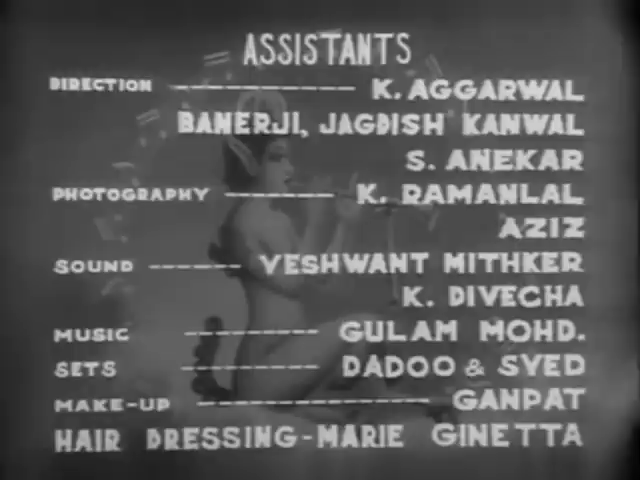 ASSISTANTS
DIRECTION ------------ K. AGGARWAL
BANERJI, JAGDISH KANWAL
S. ANEKAR
PHOTOGRAPHY ------- K. RAMANLAL
AZIZ
SOUND ------ YESHWANT MITHKER
K. DIVECHA
MUSIC --------- GULAM MOHD.
SETS --------- DADOO & SYED
MAKE-UP --------------- GANPAT
HAIR DRESSING-MARIE GINETTA